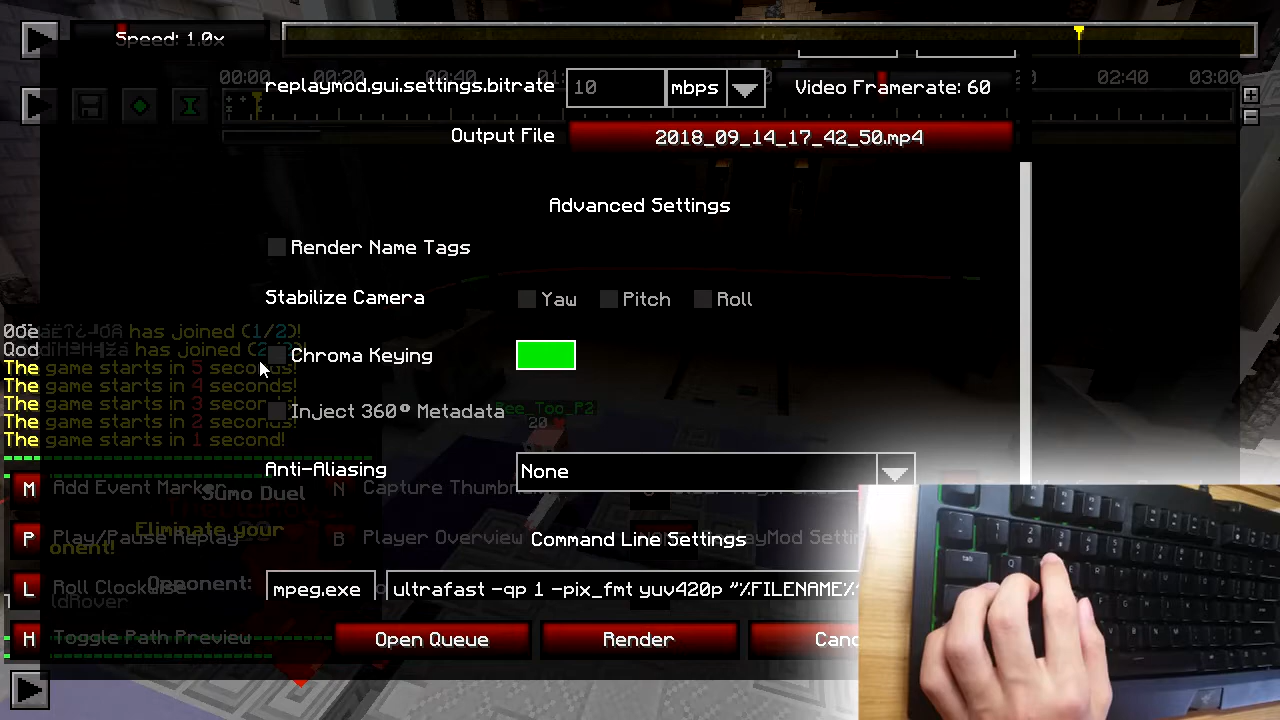 Speed: 1.0x
00:00 00:20 00:40 02:40 03:00
replaymod.gui.settings.bitrate 10 mbps Video Framerate: 60
Output File 2018_09_14_17_42_50.mp4
Advanced Settings
Render Name Tags
Stabilize Camera Yaw Pitch Roll
has joined (1/2)!
has joined
Chroma Keying
The game starts in 5 seconds!
The game starts in 4 seconds!
The game starts in 3
The game starts in 2 seconds!
The game starts in 1 second!
Inject 360° Metadata
20
Anti-Aliasing None
M Add Event Marker N Capture
Sumo Duel
Eliminate your
P Play/Pause Replay B Player Overview
onent!
Command Line Settings
L Roll Clockwise
Opponent: mpeg.exe ultrafast -qp 1 -pix_fmt yuv420p "%FILENAME%
H Toggle Path Preview
Open Queue Render Canc